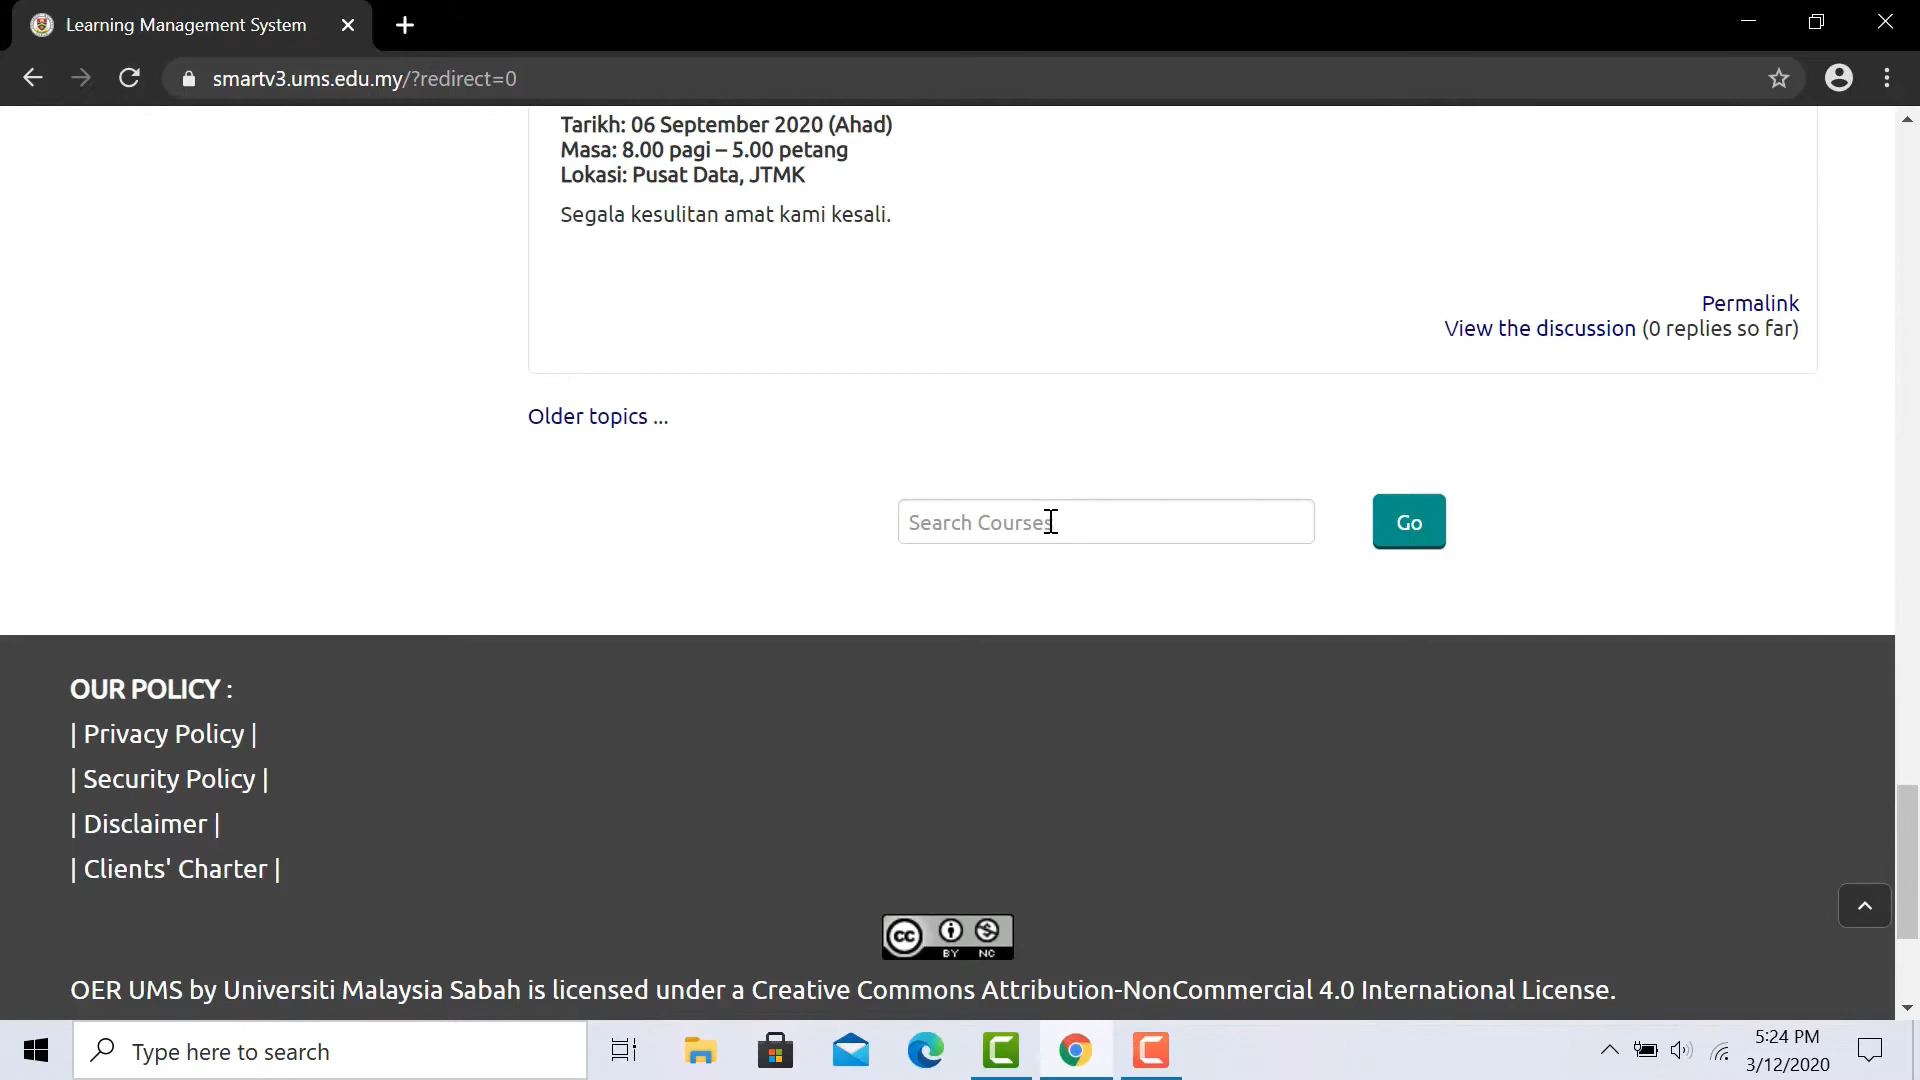 Learning Management System
smartv3.ums.edu.my/?redirect=0
Tarikh: 06 September 2020 (Ahad)
Masa: 8.00 pagi – 5.00 petang
Lokasi: Pusat Data, JTMK
Segala kesulitan amat kami kesali.
Permalink
View the discussion (0 replies so far)
Older topics ...
Search Courses
Go
OUR POLICY :
| Privacy Policy |
| Security Policy |
| Disclaimer |
| Clients' Charter |
cc BY NC
OER UMS by Universiti Malaysia Sabah is licensed under a Creative Commons Attribution-NonCommercial 4.0 International License.
Type here to search
5:24 PM
3/12/2020